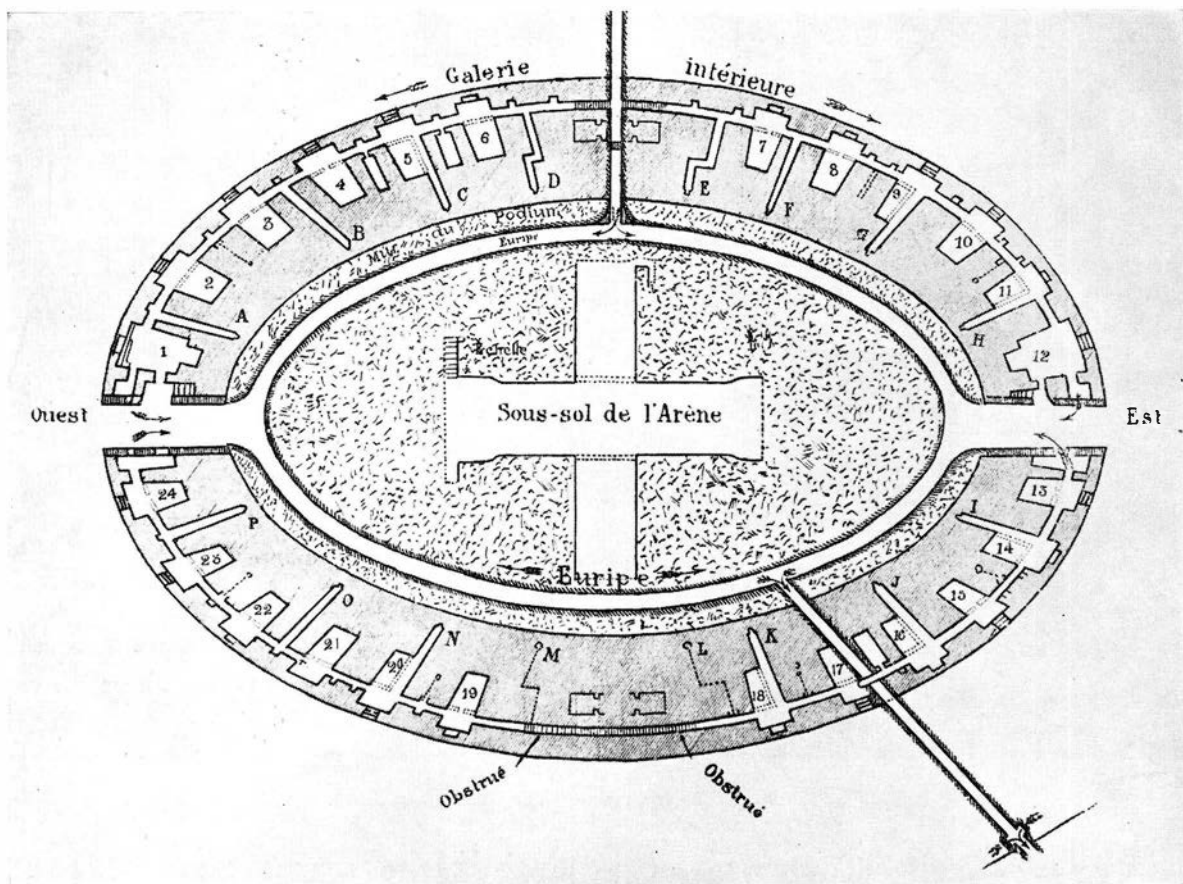 Galerie intérieure
1
2
3
4
5
6
7
8
9
10
11
12
A
B
C
D
E
F
G
H
Mur du Podium
Euripe
Echelle
Ouest
Sous-sol de l'Arène
Est
Euripe
24
23
22
21
20
19
18
17
16
15
14
13
P
O
N
M
L
K
J
I
Obstrué
Obstrué